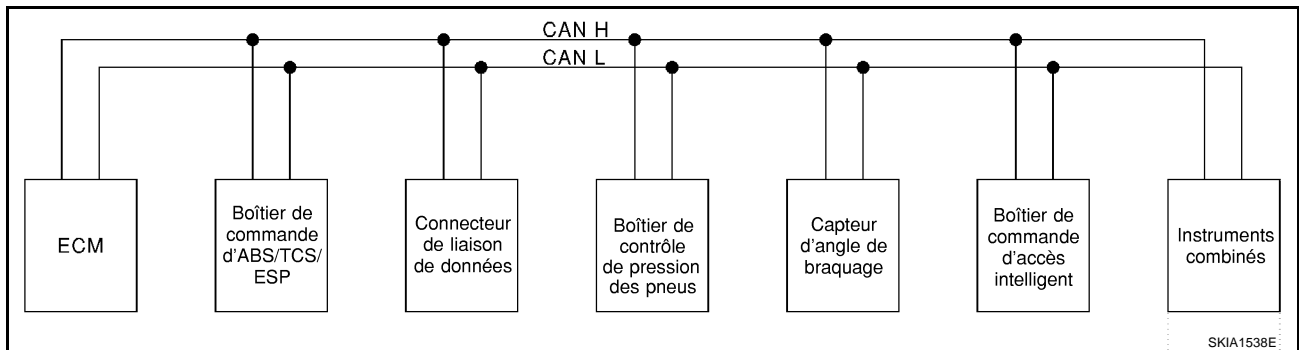 CAN H
CAN L
ECM
Boîtier de
commande
d'ABS/TCS/
ESP
Connecteur
de liaison
de données
Boîtier de
contrôle
de pression
des pneus
Capteur
d'angle de
braquage
Boîtier de
commande
d'accès
intelligent
Instruments
combinés
SKIA1538E